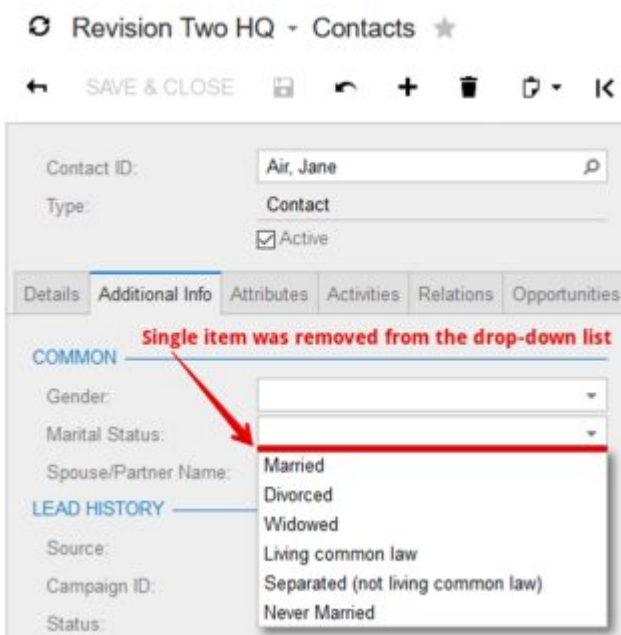 Revision Two HQ - Contacts
SAVE & CLOSE
Contact ID: Air, Jane
Type: Contact
Active
Details Additional Info Attributes Activities Relations Opportunities
Single item was removed from the drop-down list
COMMON
Gender:
Marital Status:
Spouse/Partner Name:
Married
Divorced
Widowed
Living common law
Separated (not living common law)
Never Married
LEAD HISTORY
Source:
Campaign ID:
Status: